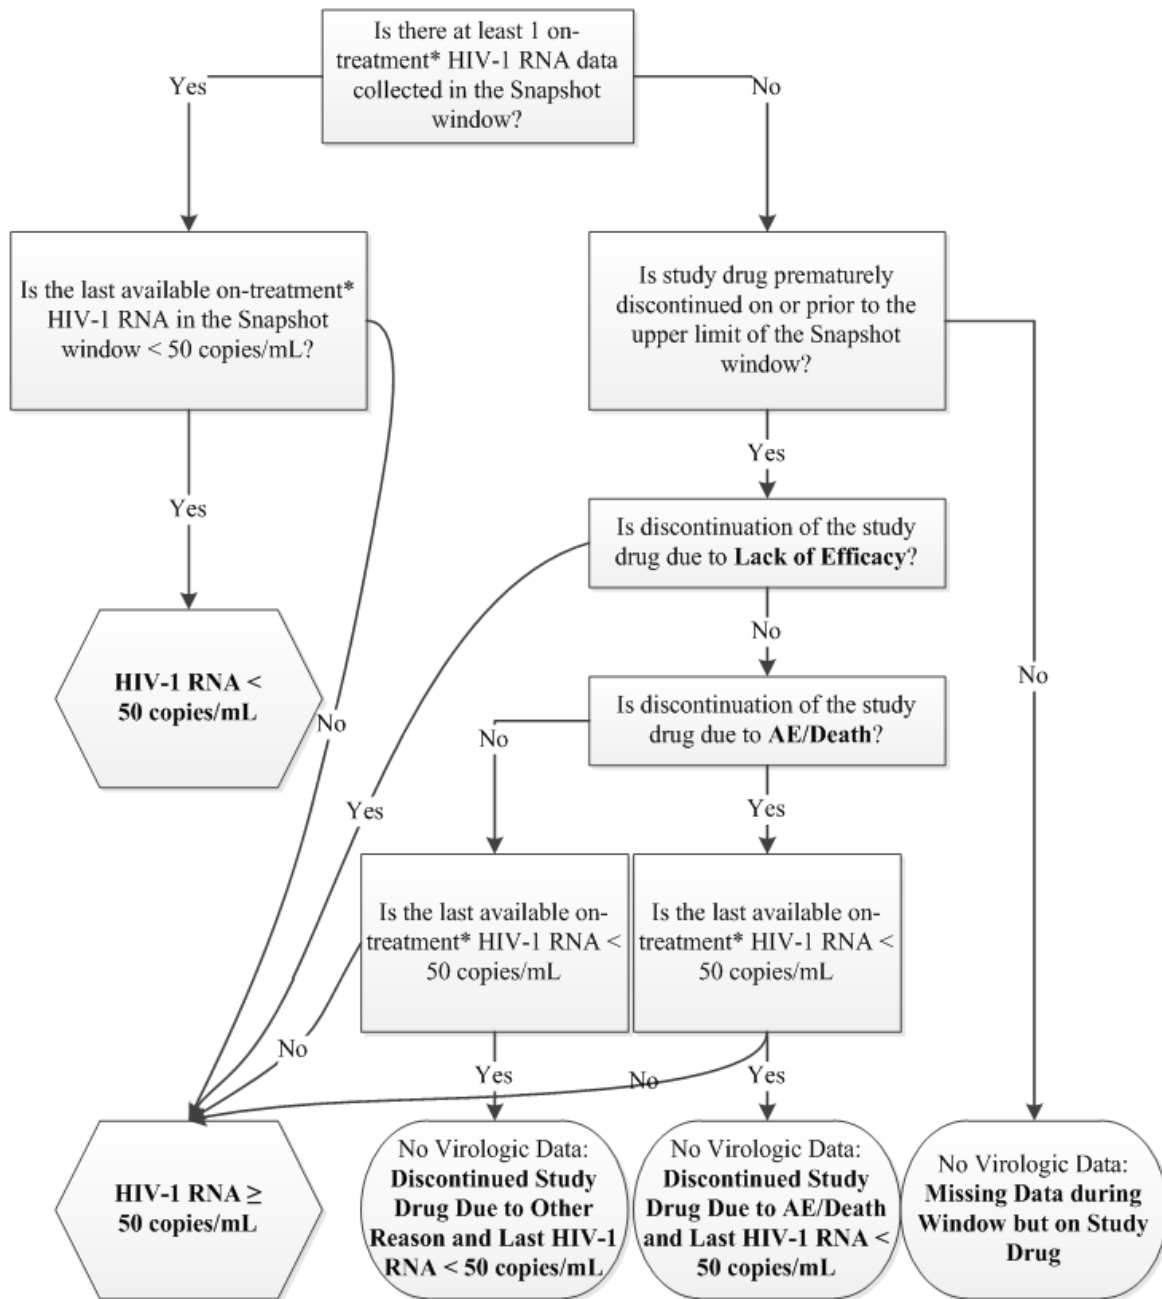 Is there at least 1 on-
treatment* HIV-1 RNA data
collected in the Snapshot
window?
Yes
No
Is the last available on-treatment*
HIV-1 RNA in the Snapshot
window < 50 copies/mL?
Is study drug prematurely
discontinued on or prior to the
upper limit of the Snapshot
window?
Yes
Yes
Is discontinuation of the study
drug due to Lack of Efficacy?
No
HIV-1 RNA <
50 copies/mL
No
Is discontinuation of the study
drug due to AE/Death?
No
No
Yes
Yes
Is the last available on-
treatment* HIV-1 RNA <
50 copies/mL
Is the last available on-
treatment* HIV-1 RNA <
50 copies/mL
No
Yes
No
Yes
HIV-1 RNA ≥
50 copies/mL
No Virologic Data:
Discontinued Study
Drug Due to Other
Reason and Last HIV-1
RNA < 50 copies/mL
No Virologic Data:
Discontinued Study
Drug Due to AE/Death
and Last HIV-1 RNA <
50 copies/mL
No Virologic Data:
Missing Data during
Window but on Study
Drug